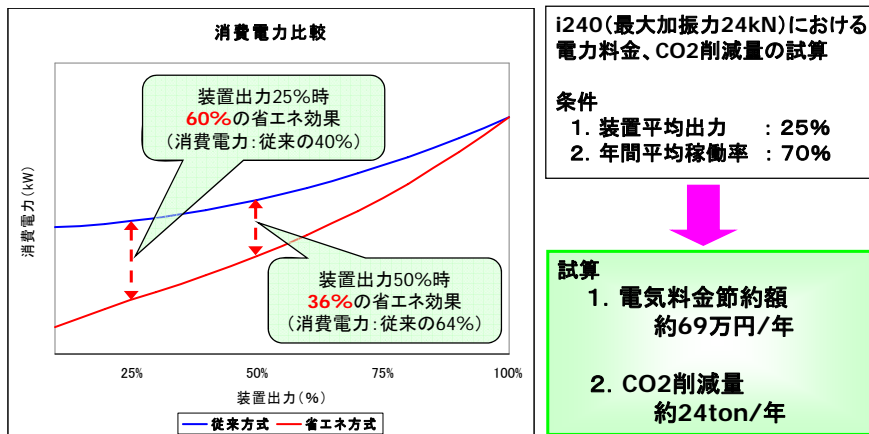 消費電力比較
装置出力25%時
60%の省エネ効果
(消費電力:従来の40%)
消費電力(kW)
装置出力50%時
36%の省エネ効果
(消費電力:従来の64%)
25%
50%
75%
100%
装置出力(%)
従来方式
省エネ方式
i240(最大加振力24kN)における
電力料金、CO2削減量の試算
条件
1. 装置平均出力 : 25%
2. 年間平均稼働率 : 70%
試算
1. 電気料金節約額
約69万円/年
2. CO2削減量
約24ton/年